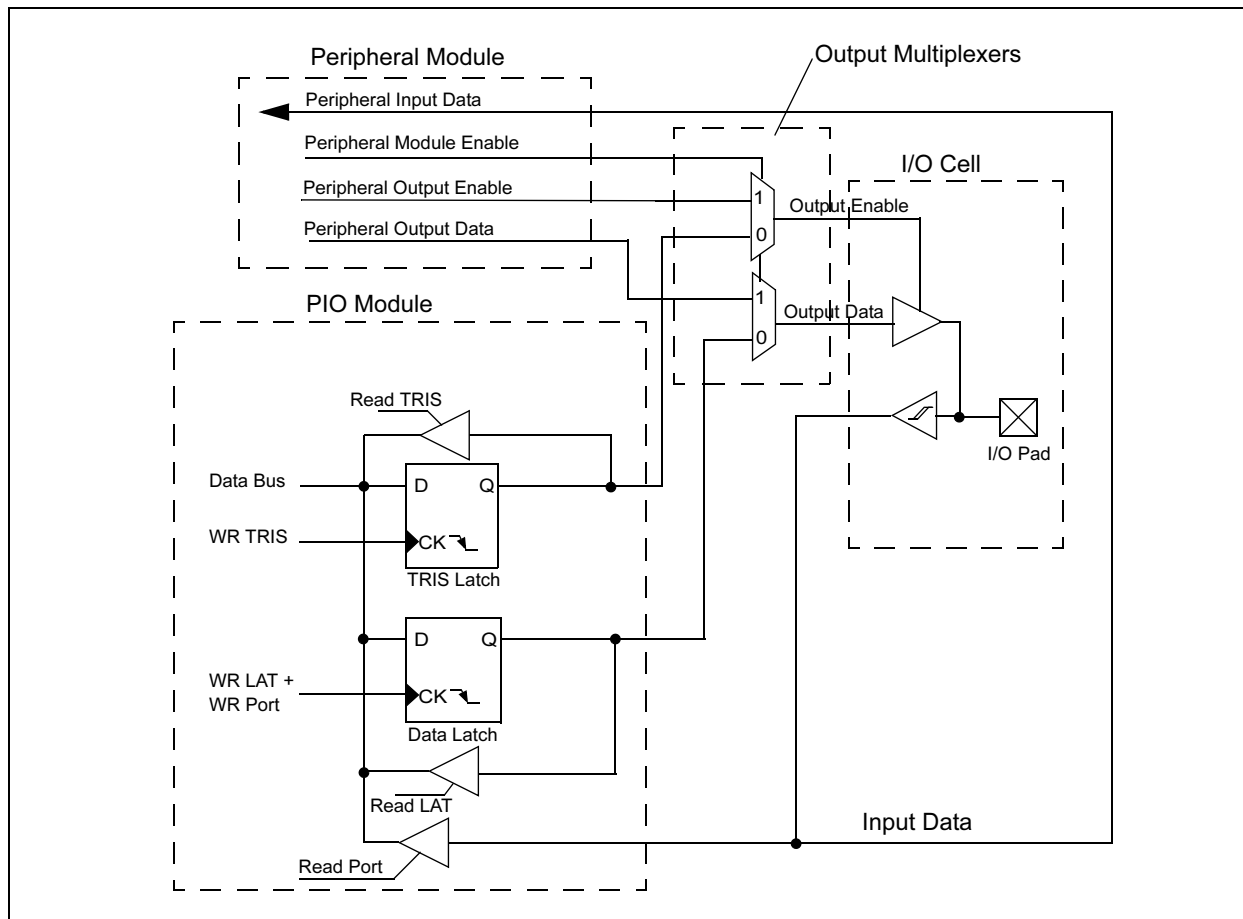 Peripheral Module
Output Multiplexers
Peripheral Input Data
Peripheral Module Enable
I/O Cell
Peripheral Output Enable
1
Output Enable
Peripheral Output Data
0
PIO Module
1
Output Data
0
Read TRIS
I/O Pad
Data Bus
D
Q
WR TRIS
CK
TRIS Latch
D
Q
WR LAT +
WR Port
CK
Data Latch
Read LAT
Input Data
Read Port